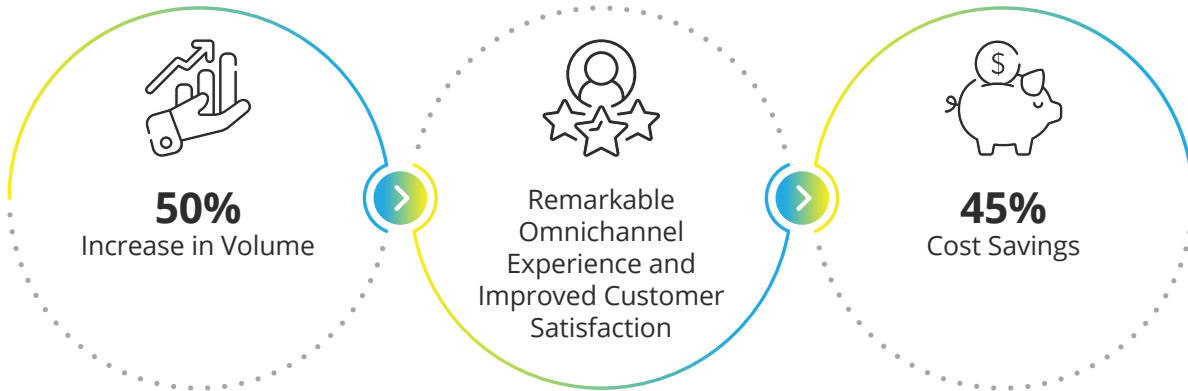 50%
Increase in Volume
Remarkable
Omnichannel
Experience and
Improved Customer
Satisfaction
$
45%
Cost Savings